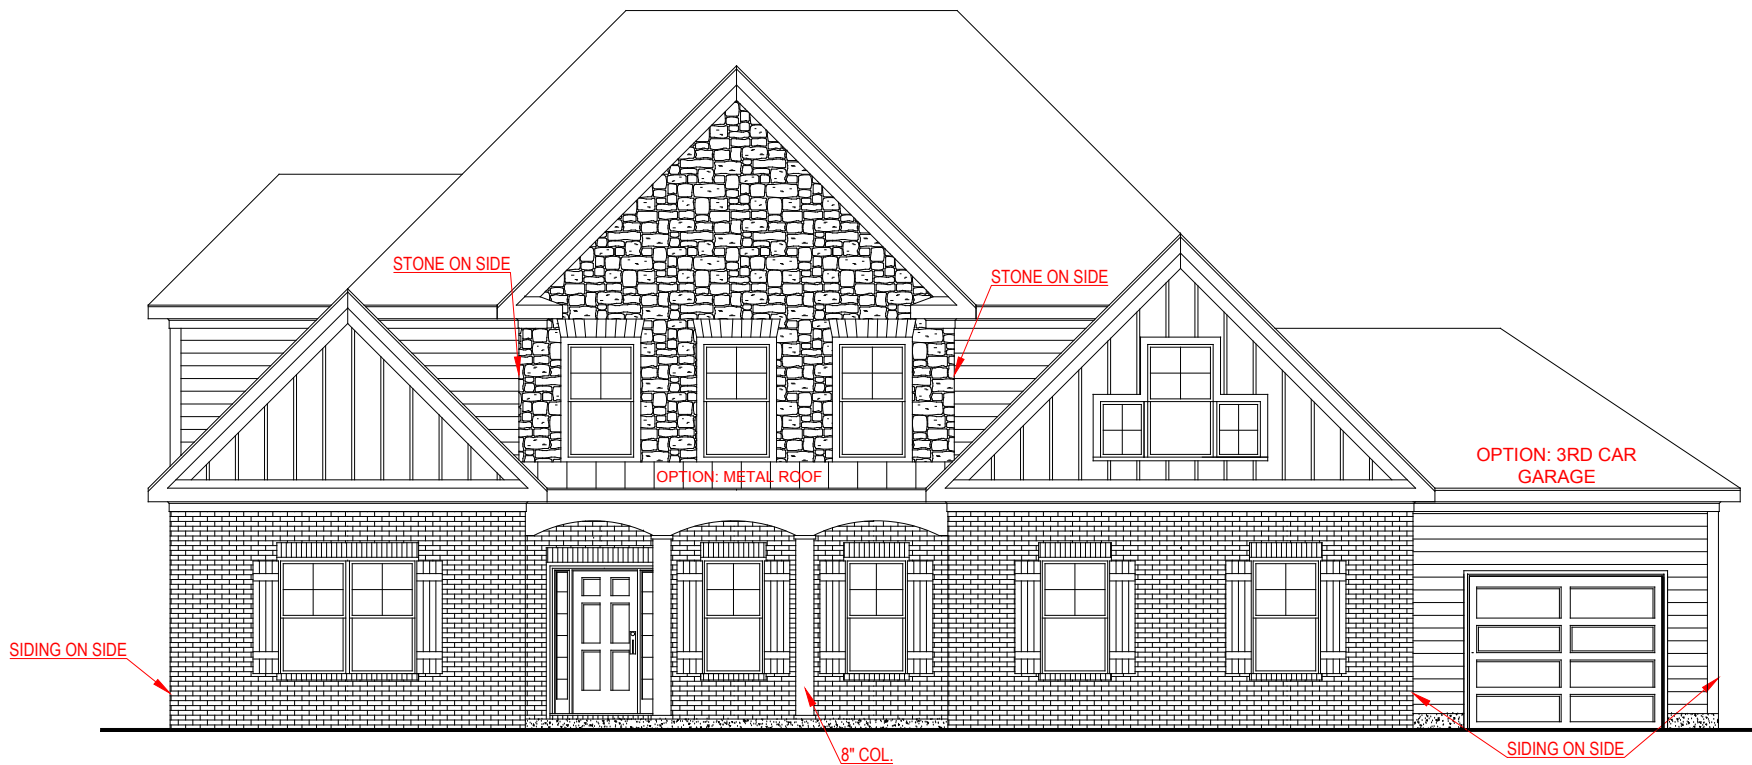 STONE ON SIDE
STONE ON SIDE
OPTION: METAL ROOF
OPTION: 3RD CAR
GARAGE
SIDING ON SIDE
8" COL.
SIDING ON SIDE